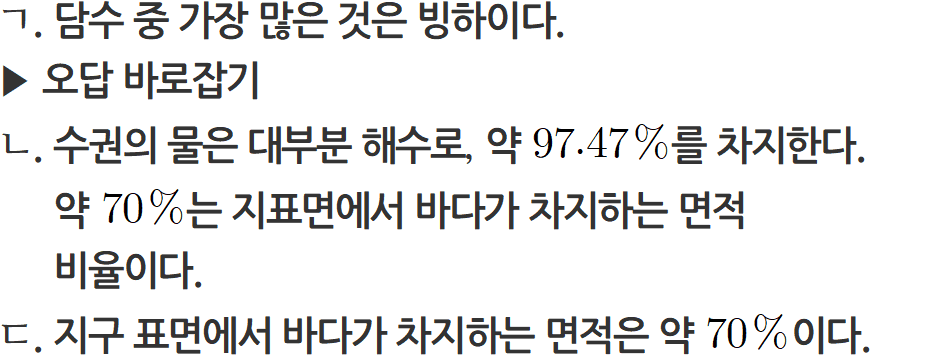 ㄱ. 담수 중 가장 많은 것은 빙하이다.
▶ 오답 바로잡기
ㄴ. 수권의 물은 대부분 해수로, 약 97.47%를 차지한다.
약 70%는 지표면에서 바다가 차지하는 면적
비율이다.
ㄷ. 지구 표면에서 바다가 차지하는 면적은 약 70%이다.